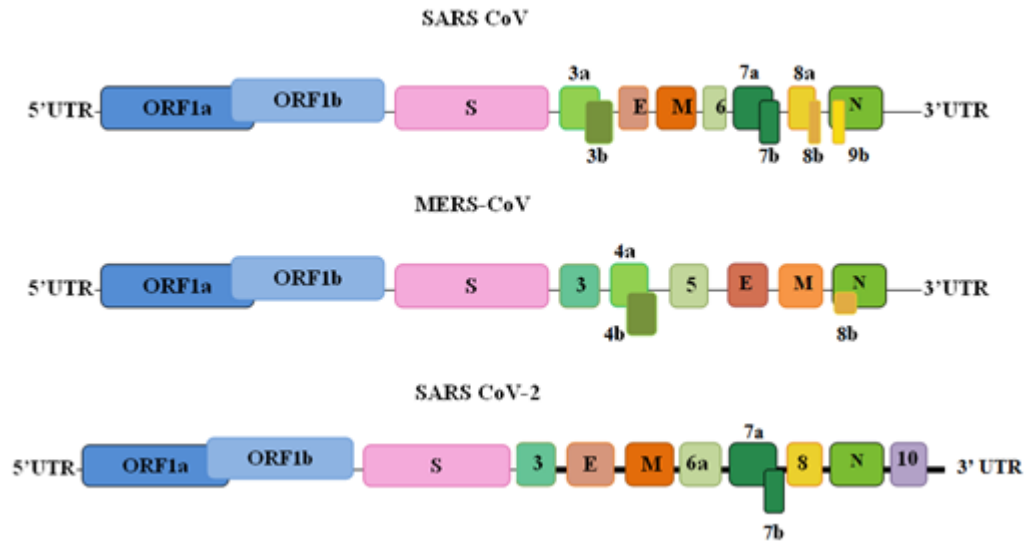 SARS CoV
3a 7a 8a
5'UTR ORF1a ORF1b S E M 6 N 3'UTR
3b 7b 8b 9b
MERS-CoV
4a
5'UTR ORF1a ORF1b S 3 5 E M N 3'UTR
4b 8b
SARS CoV-2
7a
5'UTR ORF1a ORF1b S 3 E M 6a 8 N 10 3' UTR
7b